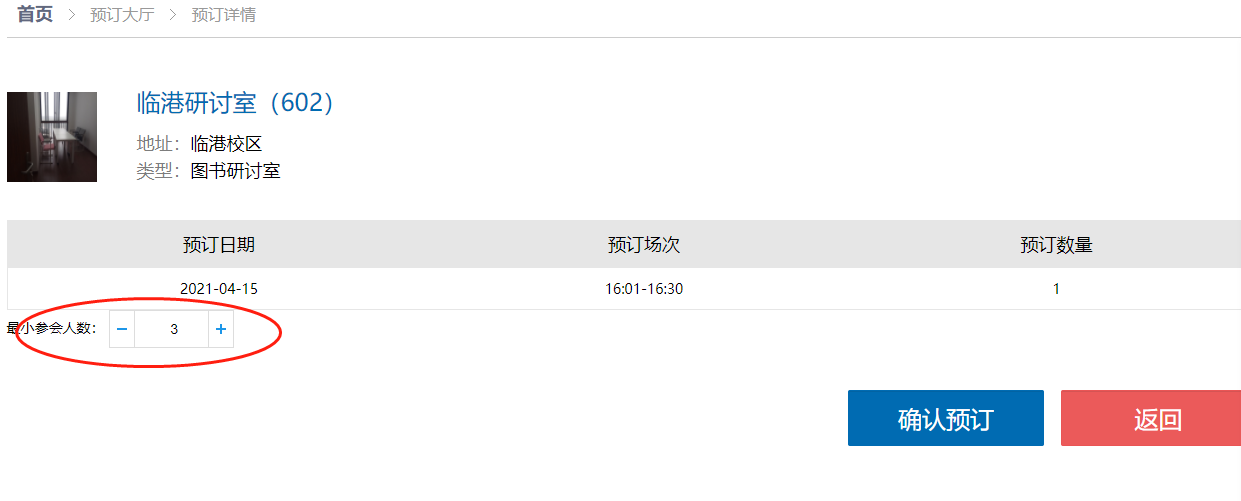 首页 > 预订大厅 > 预订详情
临港研讨室（602）
地址：临港校区
类型：图书研讨室
预订日期 预订场次 预订数量
2021-04-15 16:01-16:30 1
最小参会人数： − 3 +
确认预订 返回